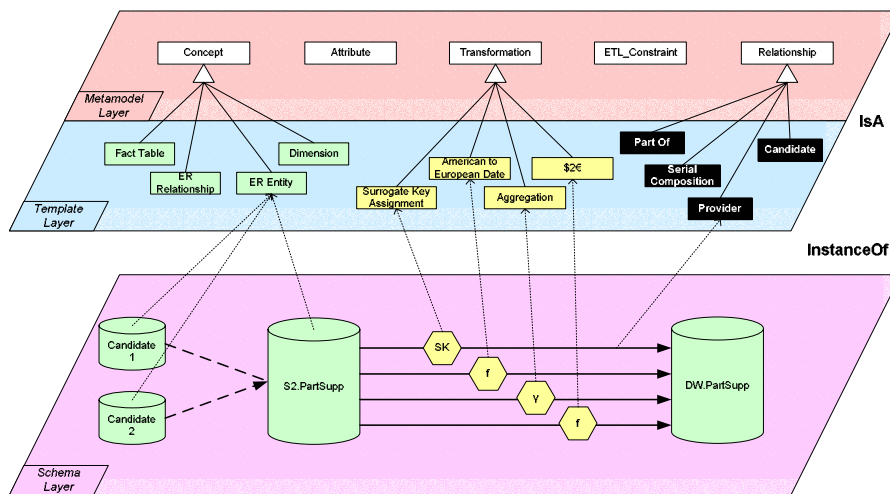 Concept
Attribute
Transformation
ETL_Constraint
Relationship
Metamodel
Layer
IsA
Fact Table
Dimension
ER
Relationship
ER Entity
American to
European Date
$2€
Surrogate Key
Assignment
Aggregation
Part Of
Candidate
Serial
Composition
Provider
Template
Layer
InstanceOf
Candidate
1
Candidate
2
S2.PartSupp
SK
f
γ
f
DW.PartSupp
Schema
Layer